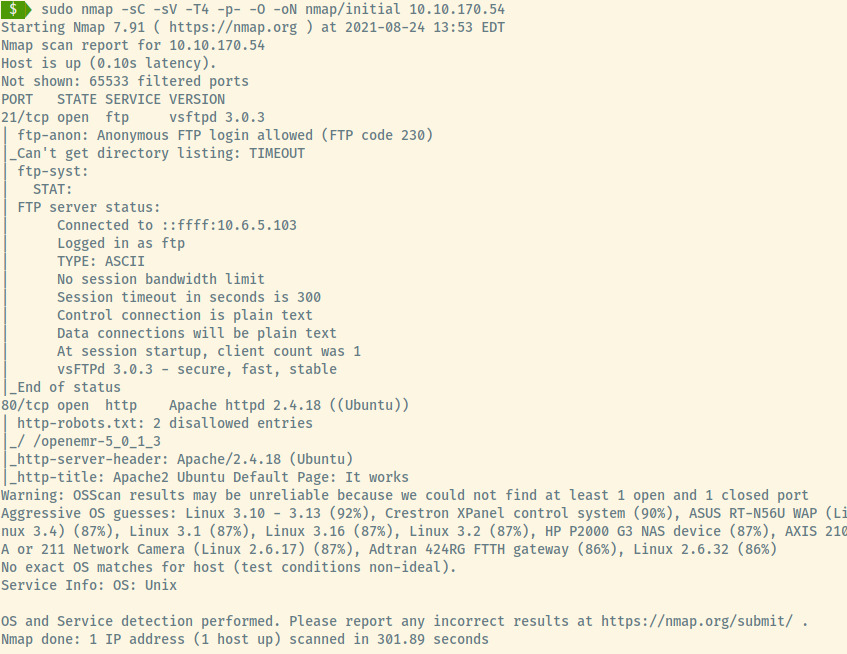 $ sudo nmap -sC -sV -T4 -p- -O -oN nmap/initial 10.10.170.54
Starting Nmap 7.91 ( https://nmap.org ) at 2021-08-24 13:53 EDT
Nmap scan report for 10.10.170.54
Host is up (0.10s latency).
Not shown: 65533 filtered ports
PORT   STATE SERVICE VERSION
21/tcp open  ftp     vsftpd 3.0.3
| ftp-anon: Anonymous FTP login allowed (FTP code 230)
|_Can't get directory listing: TIMEOUT
| ftp-syst:
|   STAT:
| FTP server status:
|      Connected to ::ffff:10.6.5.103
|      Logged in as ftp
|      TYPE: ASCII
|      No session bandwidth limit
|      Session timeout in seconds is 300
|      Control connection is plain text
|      Data connections will be plain text
|      At session startup, client count was 1
|      vsFTPd 3.0.3 - secure, fast, stable
|_End of status
80/tcp open  http    Apache httpd 2.4.18 ((Ubuntu))
| http-robots.txt: 2 disallowed entries
|_/ /openemr-5_0_1_3
|_http-server-header: Apache/2.4.18 (Ubuntu)
|_http-title: Apache2 Ubuntu Default Page: It works
Warning: OSScan results may be unreliable because we could not find at least 1 open and 1 closed port
Aggressive OS guesses: Linux 3.10 - 3.13 (92%), Crestron XPanel control system (90%), ASUS RT-N56U WAP (Li
nux 3.4) (87%), Linux 3.1 (87%), Linux 3.16 (87%), Linux 3.2 (87%), HP P2000 G3 NAS device (87%), AXIS 210
A or 211 Network Camera (Linux 2.6.17) (87%), Adtran 424RG FTTH gateway (86%), Linux 2.6.32 (86%)
No exact OS matches for host (test conditions non-ideal).
Service Info: OS: Unix
OS and Service detection performed. Please report any incorrect results at https://nmap.org/submit/ .
Nmap done: 1 IP address (1 host up) scanned in 301.89 seconds